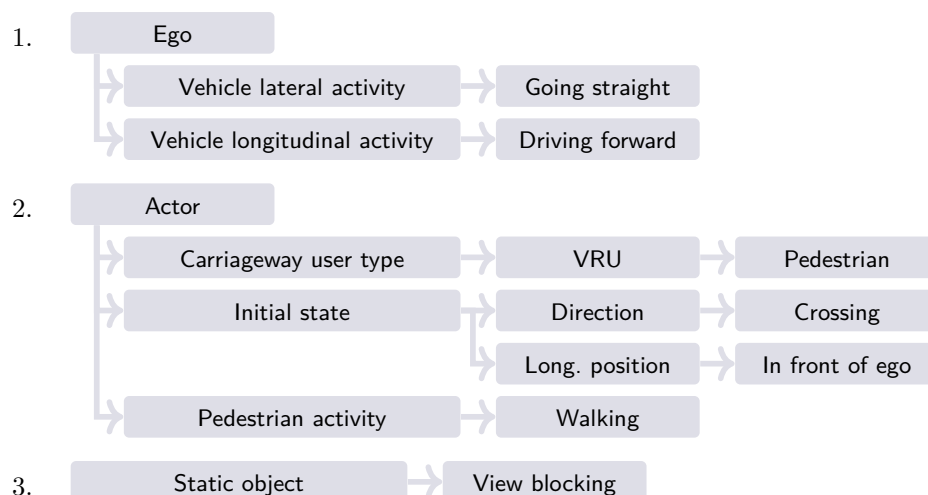 1. Ego
Vehicle lateral activity Going straight
Vehicle longitudinal activity Driving forward
2. Actor
Carriageway user type VRU Pedestrian
Initial state Direction Crossing
Long. position In front of ego
Pedestrian activity Walking
3. Static object View blocking